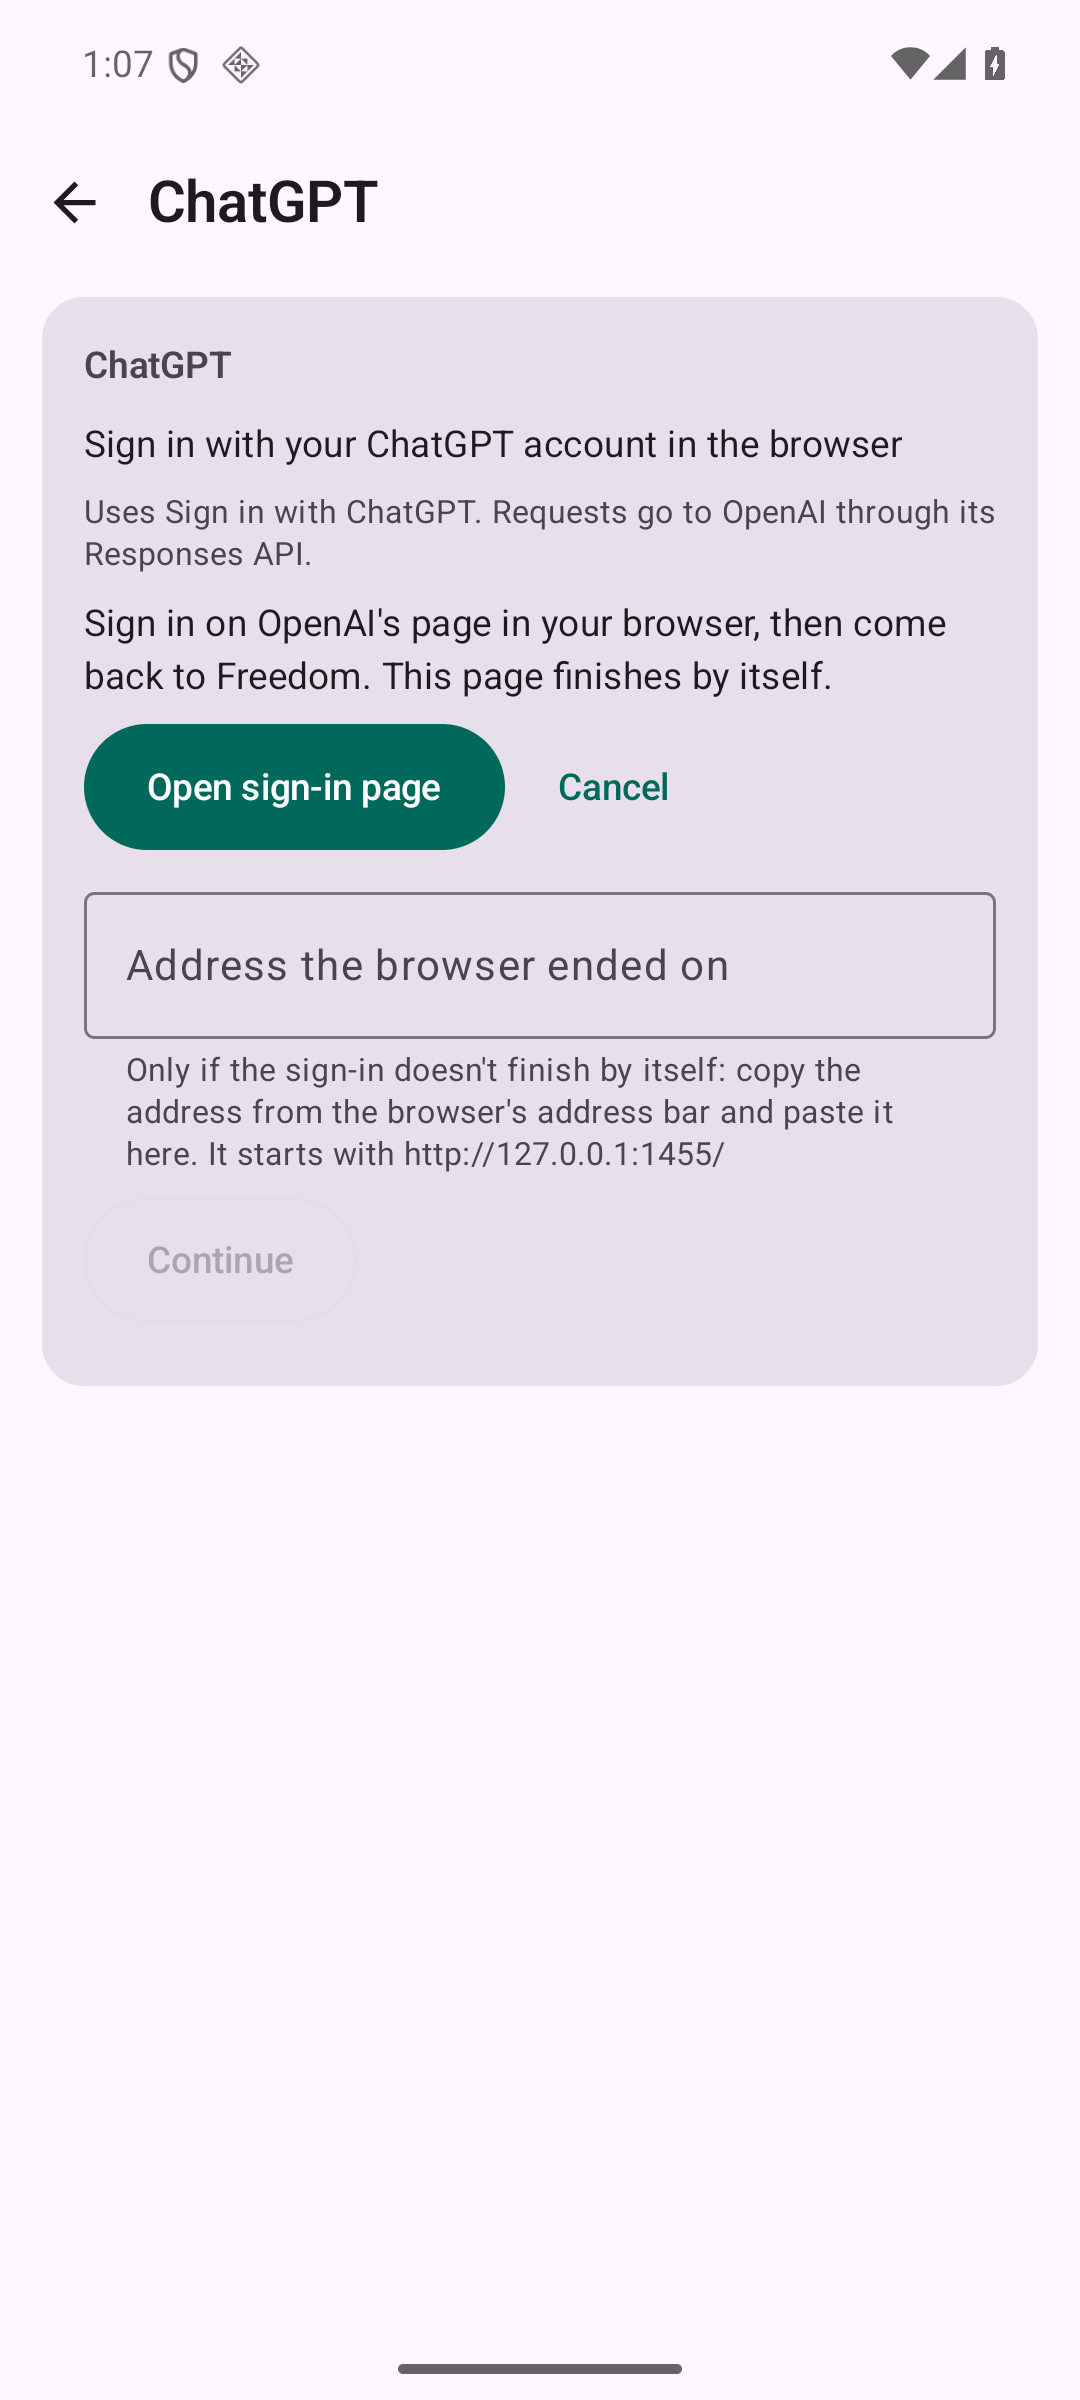 1:07
ChatGPT
ChatGPT
Sign in with your ChatGPT account in the browser
Uses Sign in with ChatGPT. Requests go to OpenAI through its
Responses API.
Sign in on OpenAI's page in your browser, then come
back to Freedom. This page finishes by itself.
Open sign-in page
Cancel
Address the browser ended on
Only if the sign-in doesn't finish by itself: copy the
address from the browser's address bar and paste it
here. It starts with http://127.0.0.1:1455/
Continue